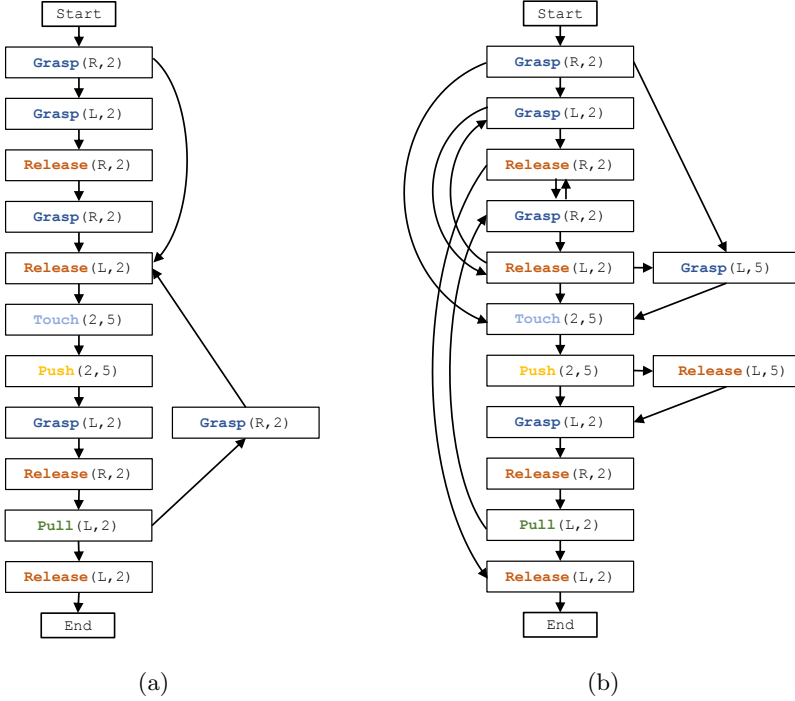 Start
Grasp(R,2)
Grasp(L,2)
Release(R,2)
Grasp(R,2)
Release(L,2)
Touch(2,5)
Push(2,5)
Grasp(L,2)
Grasp(R,2)
Release(R,2)
Pull(L,2)
Release(L,2)
End
(a)
Start
Grasp(R,2)
Grasp(L,2)
Release(R,2)
Grasp(R,2)
Release(L,2)
Grasp(L,5)
Touch(2,5)
Push(2,5)
Release(L,5)
Grasp(L,2)
Release(R,2)
Pull(L,2)
Release(L,2)
End
(b)